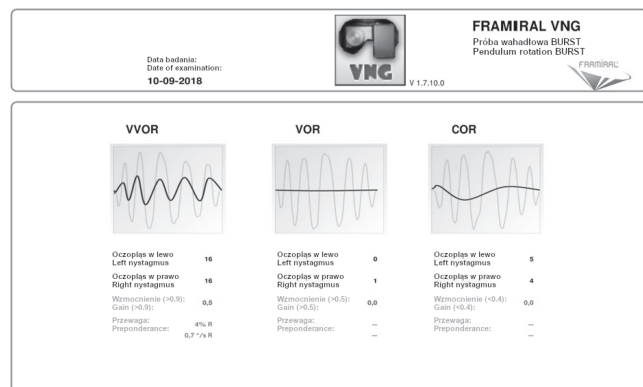 FRAMIRAL VNG
Próba wahadłowa BURST
Pendulum rotation BURST
FRAMIRAL
Data badania:
Date of examination:
10-09-2018
VNG
V 1.7.10.0
VVOR
VOR
COR
Oczopląs w lewo
Left nystagmus 16
Oczopląs w prawo
Right nystagmus 16
Wzmocnienie (>0.9):
Gain (>0.9): 0,5
Przewaga:
Preponderance: 4% R
0,7 °/s R
Oczopląs w lewo
Left nystagmus 0
Oczopląs w prawo
Right nystagmus 1
Wzmocnienie (>0.5):
Gain (>0.5): 0,0
Przewaga:
Preponderance: --
--
Oczopląs w lewo
Left nystagmus 5
Oczopląs w prawo
Right nystagmus 4
Wzmocnienie (<0.4):
Gain (<0.4): 0,0
Przewaga:
Preponderance: --
--